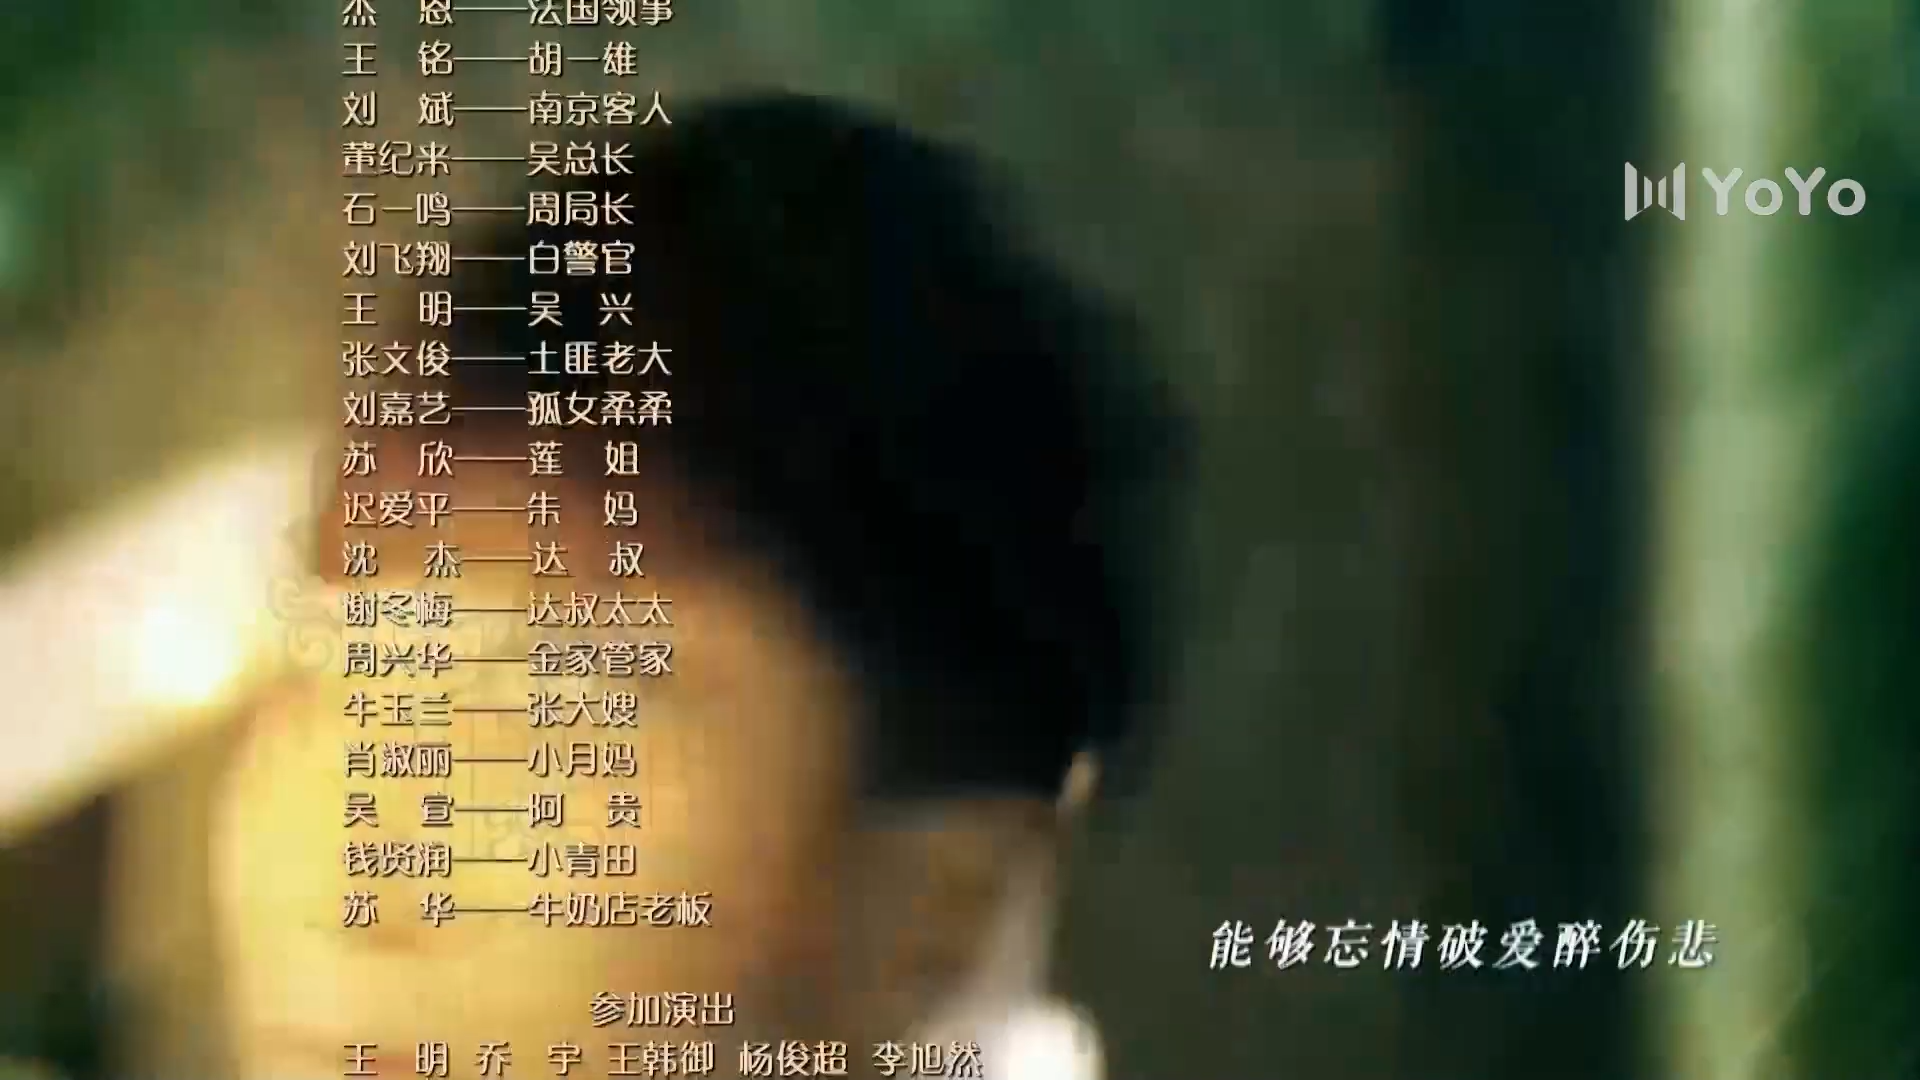 杰 恩——法国领事
王 铭——胡一雄
刘 斌——南京客人
董纪来——吴总长
石一鸣——周局长
YoYo
刘飞翔——白警官
王 明——吴 兴
张文俊——土匪老大
刘嘉艺——孤女柔柔
苏 欣——莲 姐
迟爱平——朱 妈
沈 杰——达 叔
谢冬梅——达叔太太
周兴华——金家管家
牛玉兰——张大嫂
肖淑丽——小月妈
吴 宣——阿 贵
钱贤润——小青田
苏 华——牛奶店老板
能够忘情破爱醉伤悲
参加演出
王 明 乔 宇 王韩御 杨俊超 李旭然